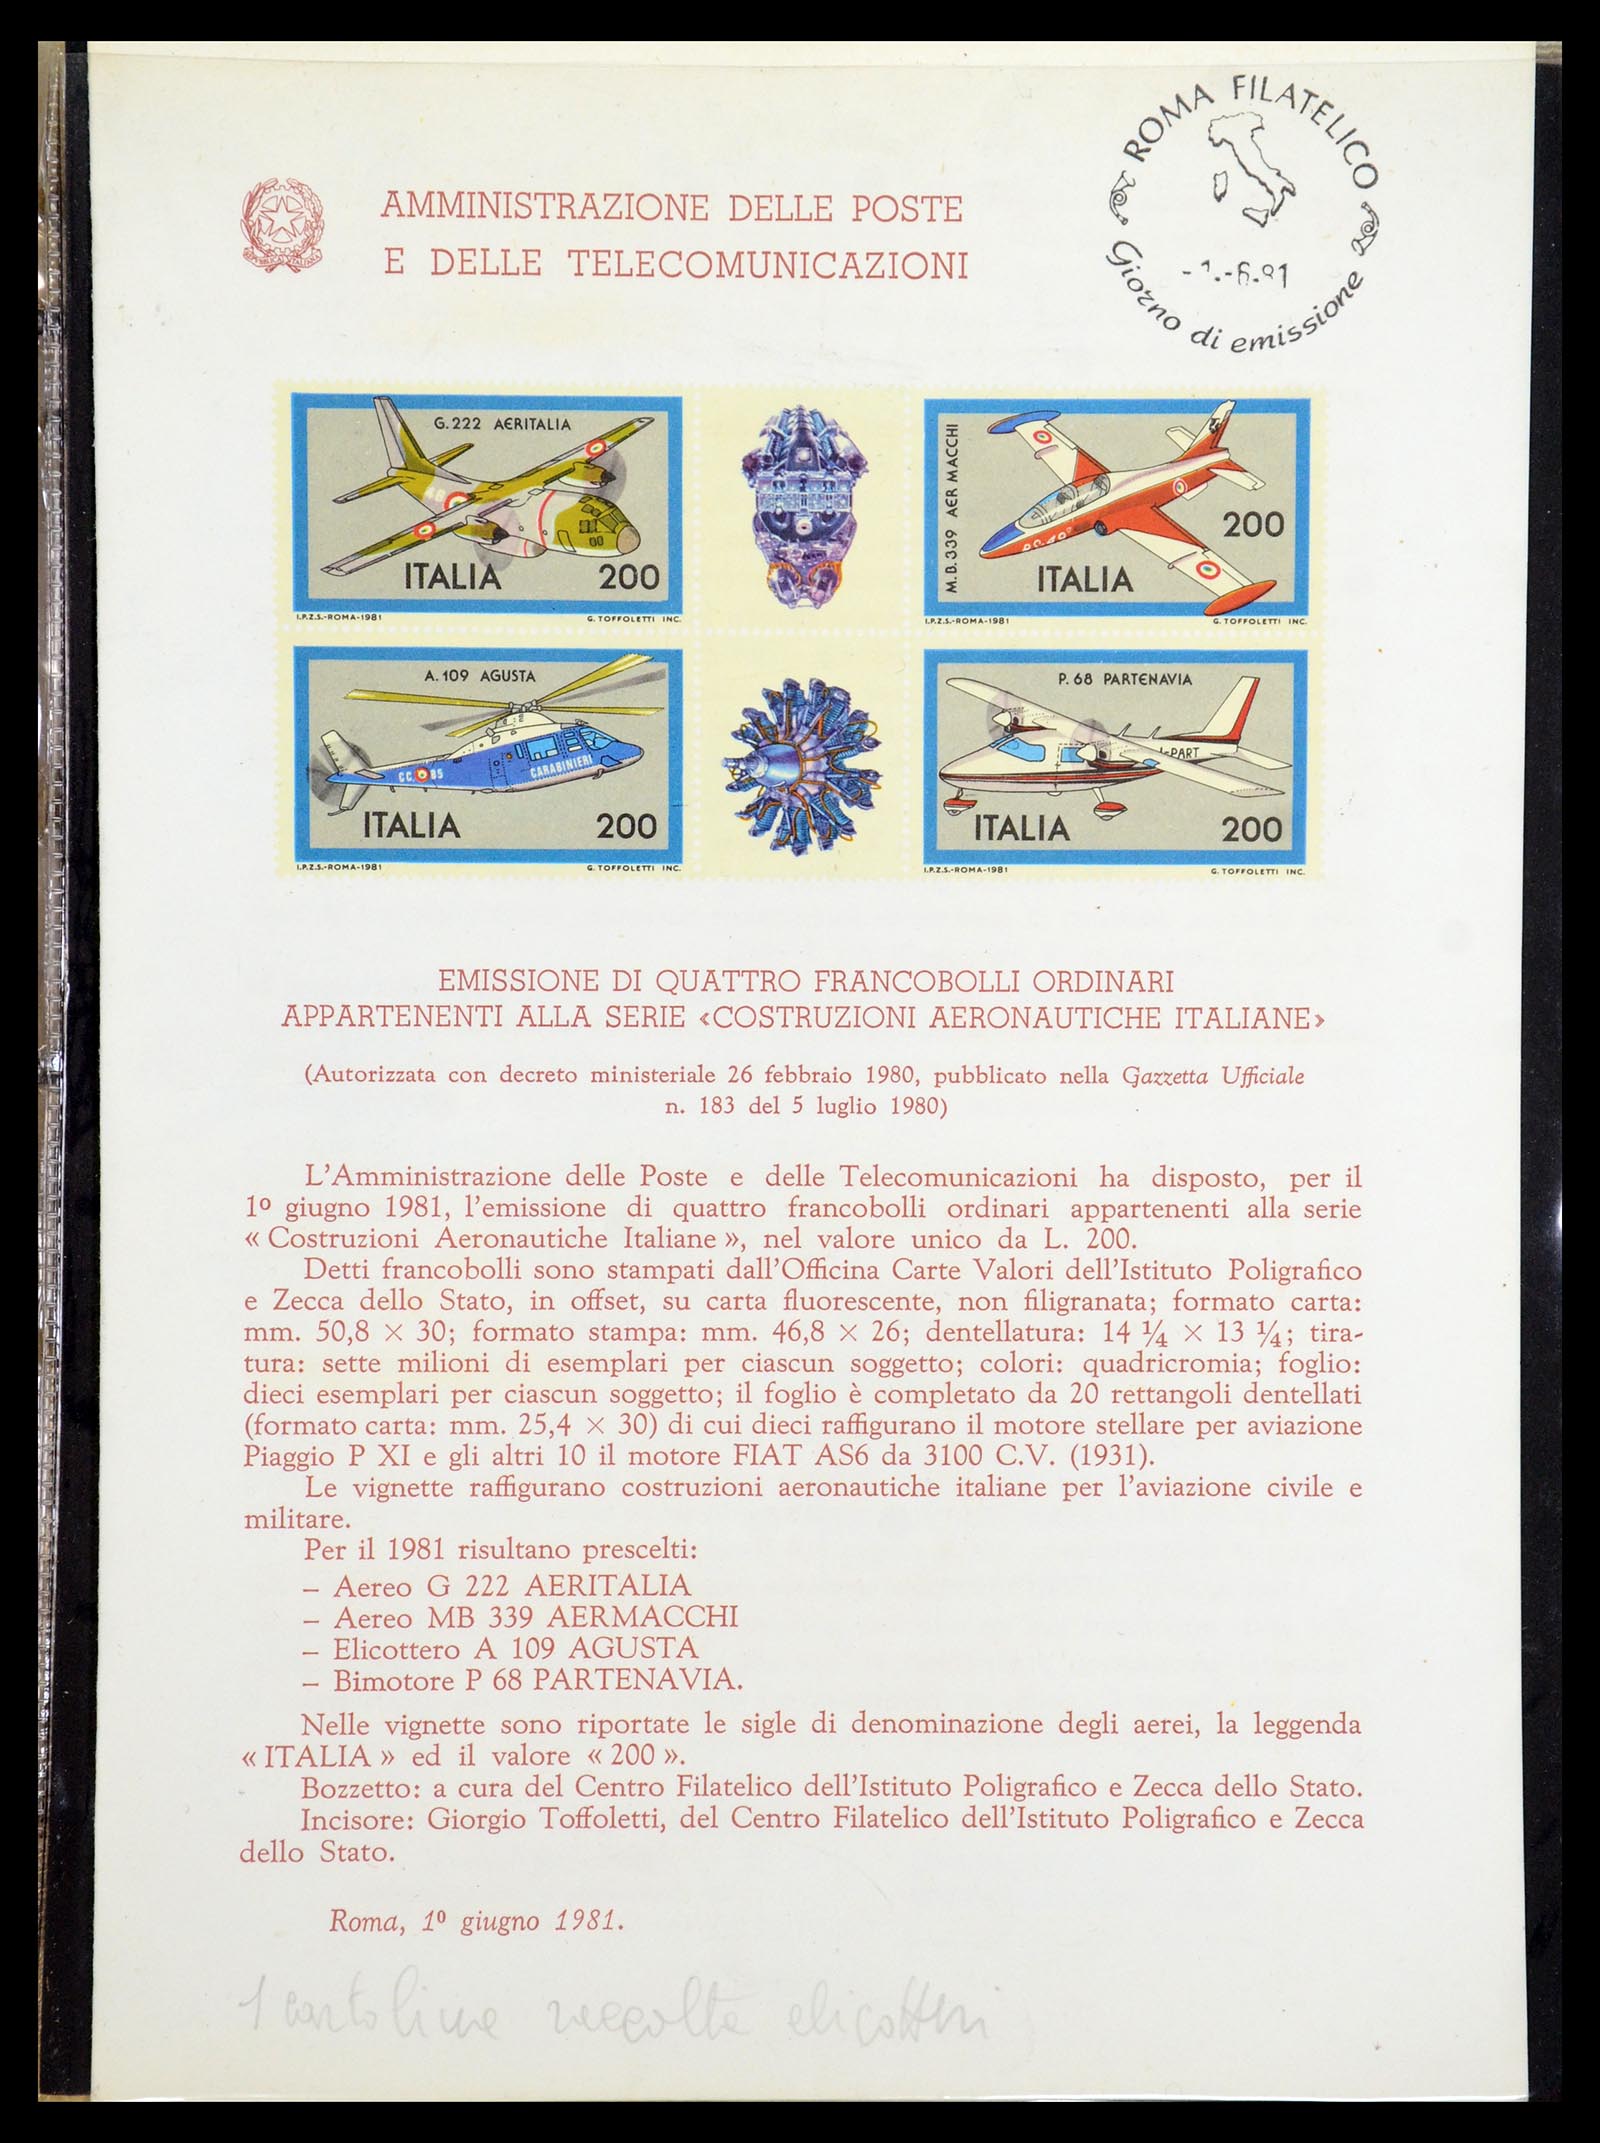 ROMA FILATELICO
-1.-6.81
Giorno di emissione
REPVBBLICA ITALIANA
AMMINISTRAZIONE DELLE POSTE
E DELLE TELECOMUNICAZIONI
G.222 AERITALIA
48
ITALIA 200
I.P.Z.S.-ROMA-1981 G. TOFFOLETTI INC.
M.B.339 AER MACCHI
200
ITALIA
I.P.Z.S.-ROMA-1981 G. TOFFOLETTI INC.
A.109 AGUSTA
CC 85 CARABINIERI
ITALIA 200
I.P.Z.S.-ROMA-1981 G. TOFFOLETTI INC.
P.68 PARTENAVIA
I-PART
ITALIA 200
I.P.Z.S.-ROMA-1981 G. TOFFOLETTI INC.
EMISSIONE DI QUATTRO FRANCOBOLLI ORDINARI
APPARTENENTI ALLA SERIE «COSTRUZIONI AERONAUTICHE ITALIANE»
(Autorizzata con decreto ministeriale 26 febbraio 1980, pubblicato nella Gazzetta Ufficiale
n. 183 del 5 luglio 1980)
L'Amministrazione delle Poste e delle Telecomunicazioni ha disposto, per il
1º giugno 1981, l'emissione di quattro francobolli ordinari appartenenti alla serie
« Costruzioni Aeronautiche Italiane », nel valore unico da L. 200.
Detti francobolli sono stampati dall'Officina Carte Valori dell'Istituto Poligrafico
e Zecca dello Stato, in offset, su carta fluorescente, non filigranata; formato carta:
mm. 50,8 × 30; formato stampa: mm. 46,8 × 26; dentellatura: 14 ¼ × 13 ¼; tira-
tura: sette milioni di esemplari per ciascun soggetto; colori: quadricromia; foglio:
dieci esemplari per ciascun soggetto; il foglio è completato da 20 rettangoli dentellati
(formato carta: mm. 25,4 × 30) di cui dieci raffigurano il motore stellare per aviazione
Piaggio P XI e gli altri 10 il motore FIAT AS6 da 3100 C.V. (1931).
Le vignette raffigurano costruzioni aeronautiche italiane per l'aviazione civile e
militare.
Per il 1981 risultano prescelti:
– Aereo G 222 AERITALIA
– Aereo MB 339 AERMACCHI
– Elicottero A 109 AGUSTA
– Bimotore P 68 PARTENAVIA.
Nelle vignette sono riportate le sigle di denominazione degli aerei, la leggenda
« ITALIA » ed il valore « 200 ».
Bozzetto: a cura del Centro Filatelico dell'Istituto Poligrafico e Zecca dello Stato.
Incisore: Giorgio Toffoletti, del Centro Filatelico dell'Istituto Poligrafico e Zecca
dello Stato.
Roma, 1º giugno 1981.
1 cartoline raccolta elicotteri